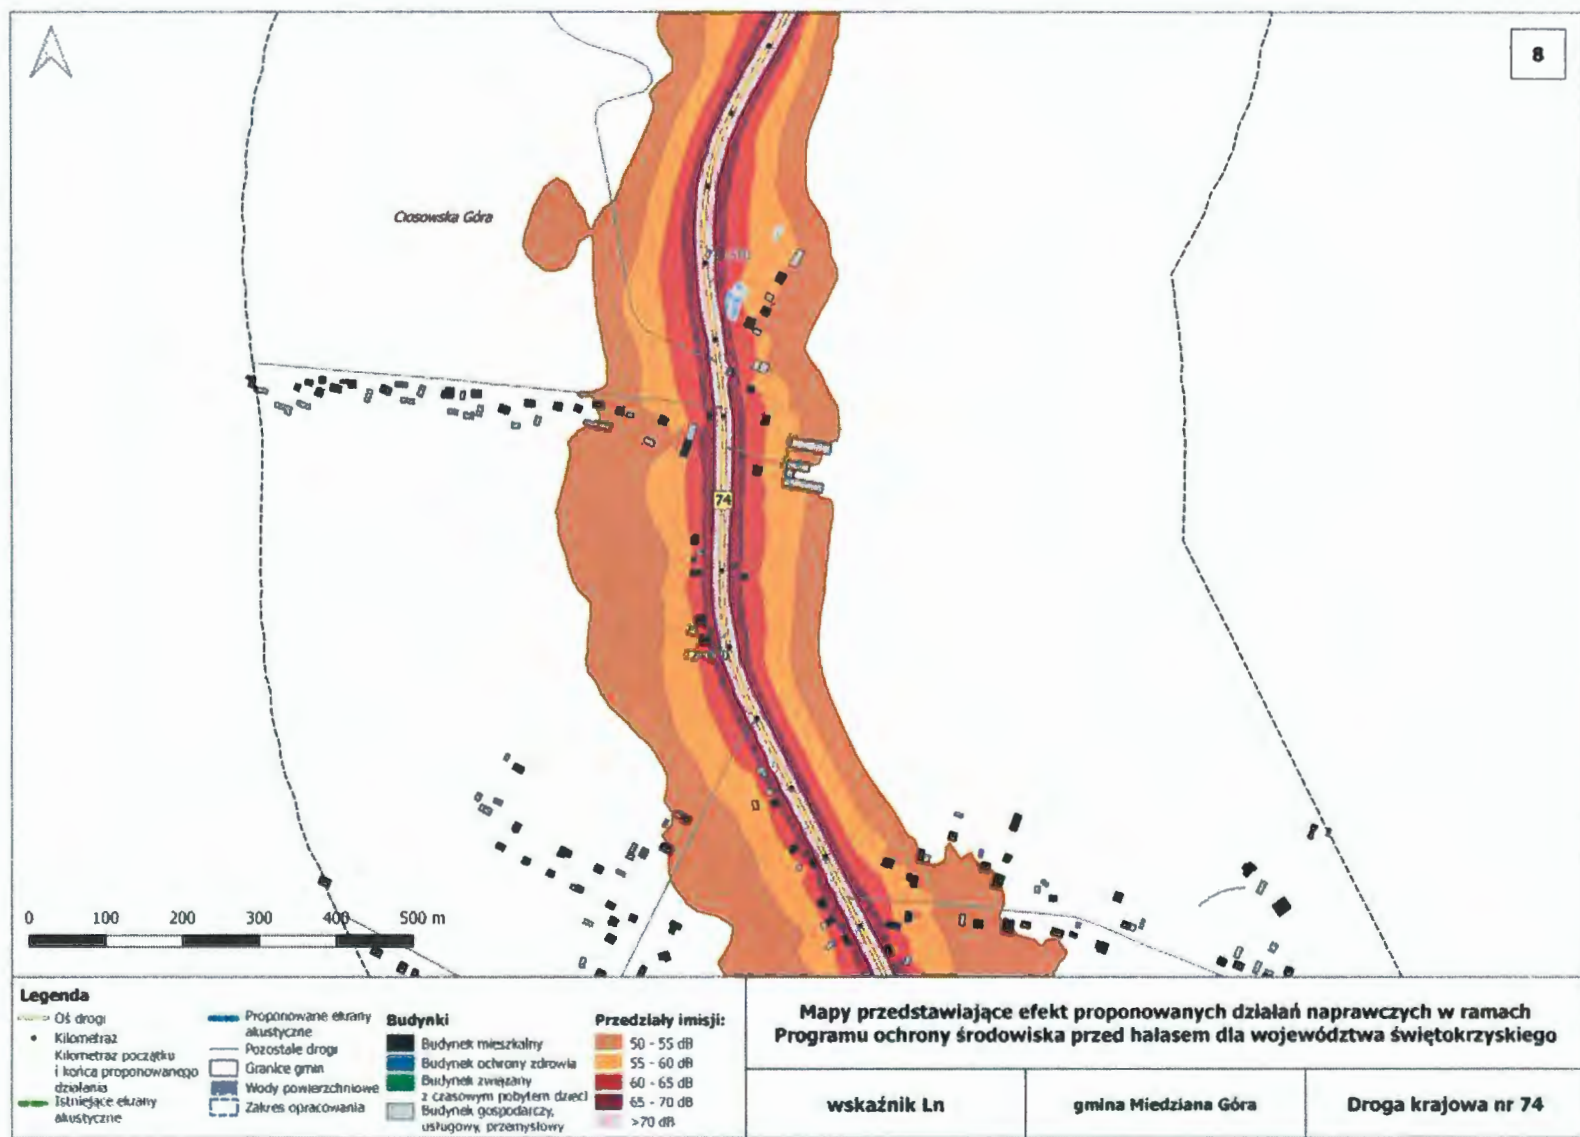 8
Ciosowska Góra
74
0 100 200 300 400 500 m
Legenda
Oś drogi
Kilometraż
Kilometraż początku
i końca proponowanego
działania
Istniejące ekrany
akustyczne
Proponowane ekrany
akustyczne
Pozostałe drogi
Granice gmin
Wody powierzchniowe
Zakres opracowania
Budynki
Budynek mieszkalny
Budynek ochrony zdrowia
Budynek związany
z czasowym pobytem dzieci
Budynek gospodarczy,
usługowy, przemysłowy
Przedziały imisji:
50 - 55 dB
55 - 60 dB
60 - 65 dB
65 - 70 dB
>70 dB
Mapy przedstawiające efekt proponowanych działań naprawczych w ramach
Programu ochrony środowiska przed hałasem dla województwa świętokrzyskiego
wskaźnik Ln
gmina Miedziana Góra
Droga krajowa nr 74